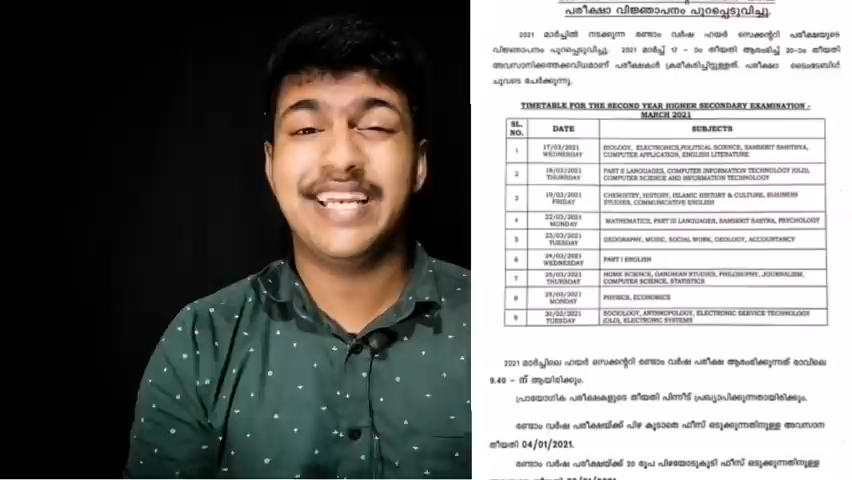 പരീക്ഷാ വിജ്ഞാപനം പുറപ്പെടുവിച്ചു.
2021 മാർച്ചിൽ നടക്കുന്ന രണ്ടാം വർഷ ഹയർ സെക്കന്ററി പരീക്ഷയുടെ
വിജ്ഞാപനം പുറപ്പെടുവിച്ചു. 2021 മാർച്ച് 17 - ാം തീയതി ആരംഭിച്ച് 30-ാം തീയതി
അവസാനിക്കത്തക്കവിധമാണ് പരീക്ഷകൾ ക്രമീകരിച്ചിട്ടുള്ളത്. പരീക്ഷാ ടൈംടേബിൾ
ചുവടെ ചേർക്കുന്നു.
TIMETABLE FOR THE SECOND YEAR HIGHER SECONDARY EXAMINATION -
MARCH 2021
SL. NO. DATE SUBJECTS
1 17/03/2021 WEDNESDAY BIOLOGY, ELECTRONICS,POLITICAL SCIENCE, SANSKRIT SAHITHYA, COMPUTER APPLICATION, ENGLISH LITERATURE
2 18/03/2021 THURSDAY PART II LANGUAGES, COMPUTER INFORMATION TECHNOLOGY (OLD), COMPUTER SCIENCE AND INFORMATION TECHNOLOGY
3 19/03/2021 FRIDAY CHEMISTRY, HISTORY, ISLAMIC HISTORY & CULTURE, BUSINESS STUDIES, COMMUNICATIVE ENGLISH
4 22/03/2021 MONDAY MATHEMATICS, PART III LANGUAGES, SANSKRIT SASTRA, PSYCHOLOGY
5 23/03/2021 TUESDAY GEOGRAPHY, MUSIC, SOCIAL WORK, GEOLOGY, ACCOUNTANCY
6 24/03/2021 WEDNESDAY PART I ENGLISH
7 25/03/2021 THURSDAY HOME SCIENCE, GANDHIAN STUDIES, PHILOSOPHY, JOURNALISM, COMPUTER SCIENCE, STATISTICS
8 29/03/2021 MONDAY PHYSICS, ECONOMICS
9 30/03/2021 TUESDAY SOCIOLOGY, ANTHROPOLOGY, ELECTRONIC SERVICE TECHNOLOGY (OLD), ELECTRONIC SYSTEMS
2021 മാർച്ചിലെ ഹയർ സെക്കന്ററി രണ്ടാം വർഷ പരീക്ഷ ആരംഭിക്കുന്നത് രാവിലെ
9.40 - ന് ആയിരിക്കും.
പ്രായോഗിക പരീക്ഷകളുടെ തീയതി പിന്നീട് പ്രഖ്യാപിക്കുന്നതായിരിക്കും.
രണ്ടാം വർഷ പരീക്ഷയ്ക്ക് പിഴ കൂടാതെ ഫീസ് ഒടുക്കുന്നതിനുള്ള അവസാന
തീയതി 04/01/2021.
രണ്ടാം വർഷ പരീക്ഷയ്ക്ക് 20 രൂപ പിഴയോടുകൂടി ഫീസ് ഒടുക്കുന്നതിനുള്ള